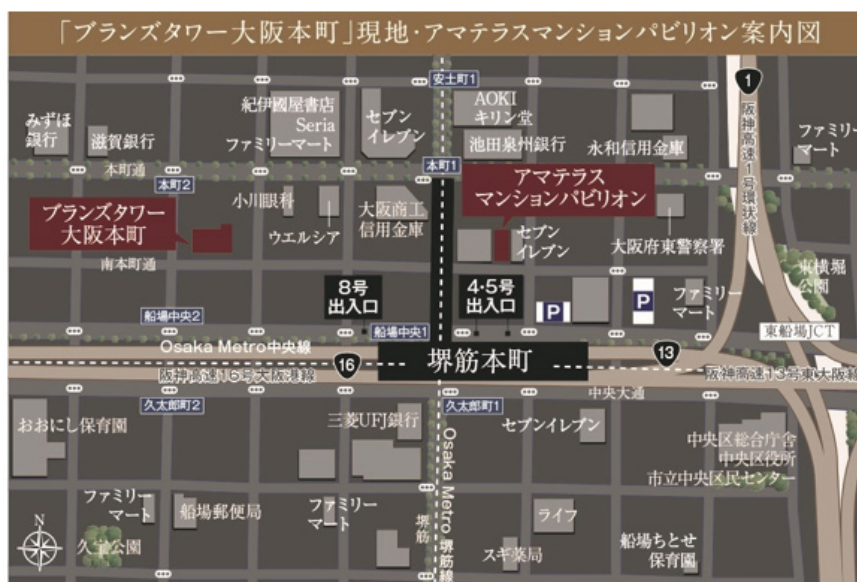 「ブランズタワー大阪本町」現地・アマテラスマンションパビリオン案内図
安土町1
1
みずほ
銀行
滋賀銀行
紀伊國屋書店
Seria
ファミリーマート
セブン
イレブン
AOKI
キリン堂
池田泉州銀行
永和信用金庫
ファミリー
マート
阪神高速1号環状線
本町通
本町2
本町1
ブランズタワー
大阪本町
小川眼科
ウエルシア
大阪商工
信用金庫
アマテラス
マンションパビリオン
セブン
イレブン
大阪府東警察署
南本町通
8号
出入口
4・5号
出入口
P
P
ファミリー
マート
東横堀
公園
船場中央2
船場中央1
東船場JCT
Osaka Metro中央線
16
堺筋本町
13
阪神高速16号大阪港線
阪神高速13号東大阪線
中央大通
久太郎町2
久太郎町1
おおにし保育園
三菱UFJ銀行
セブンイレブン
中央区総合庁舎
中央区役所
市立中央区民センター
Osaka Metro 堺筋線
堺筋
ファミリー
マート
船場郵便局
ファミリー
マート
ライフ
N
久宝公園
スギ薬局
船場ちとせ
保育園